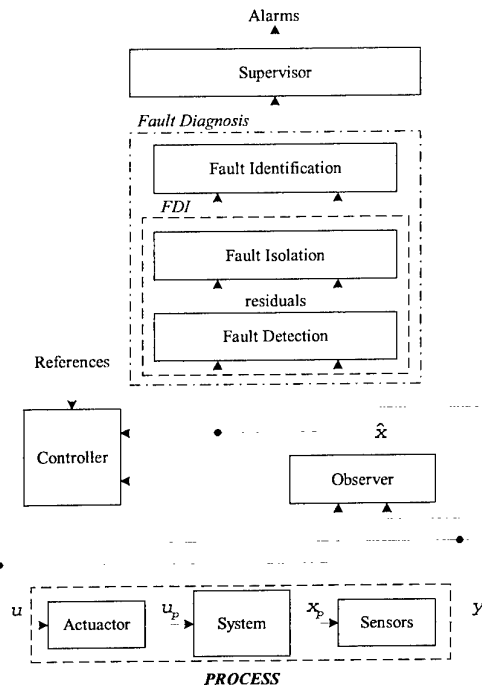 Alarms
Supervisor
Fault Diagnosis
Fault Identification
FDI
Fault Isolation
residuals
Fault Detection
References
x̂
Controller
Observer
u
Actuactor
u_p
System
x_p
Sensors
y
PROCESS